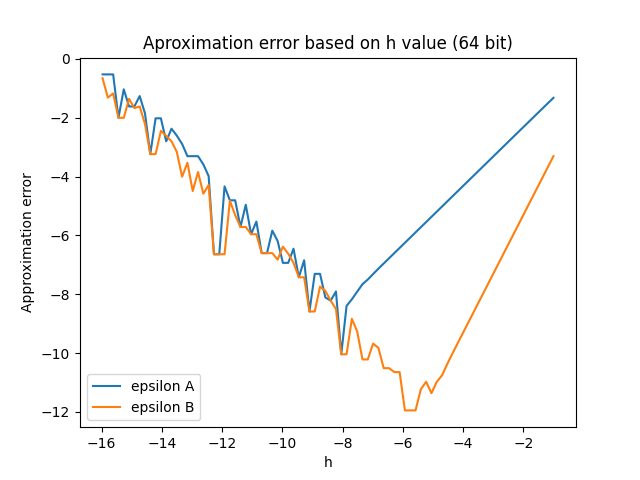 Aproximation error based on h value (64 bit)
0
−2
−4
−6
−8
−10
−12
Approximation error
epsilon A
epsilon B
−16 −14 −12 −10 −8 −6 −4 −2
h